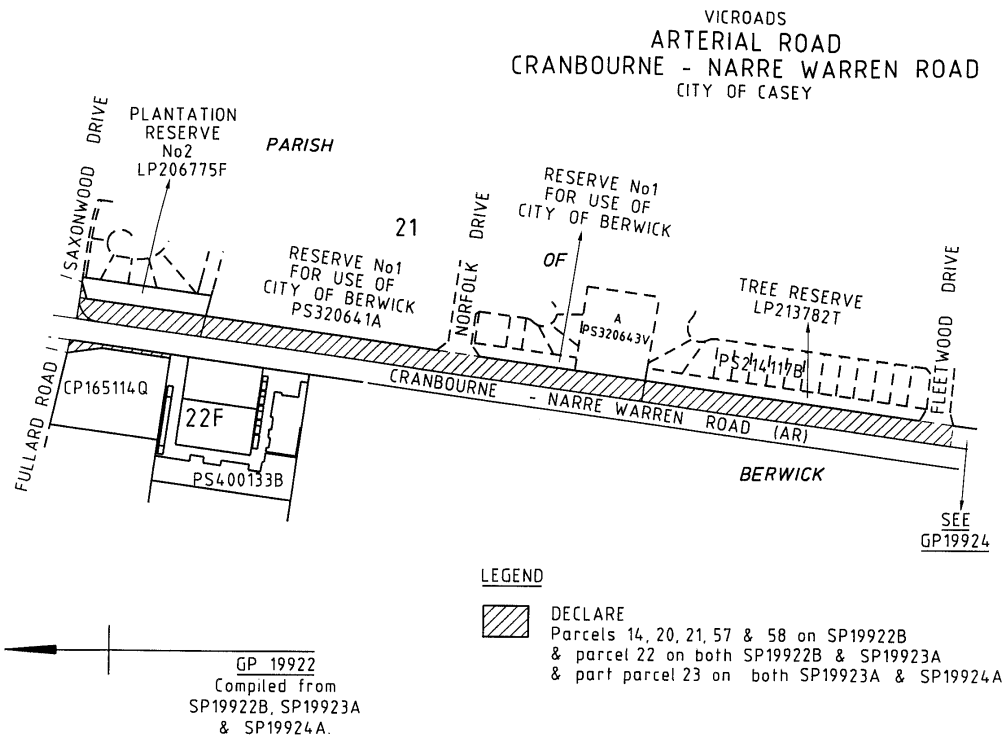 VICROADS
ARTERIAL ROAD
CRANBOURNE - NARRE WARREN ROAD
CITY OF CASEY
SAXONWOOD DRIVE
PLANTATION
RESERVE
No2
LP206775F
PARISH
21
RESERVE No1
FOR USE OF
CITY OF BERWICK
PS320641A
NORFOLK DRIVE
RESERVE No1
FOR USE OF
CITY OF BERWICK
OF
A
PS320643V
TREE RESERVE
LP213782T
PS214117B
FLEETWOOD DRIVE
FULLARD ROAD
CP165114Q
22F
PS400133B
CRANBOURNE - NARRE WARREN ROAD (AR)
BERWICK
SEE
GP19924
LEGEND
DECLARE
Parcels 14, 20, 21, 57 & 58 on SP19922B
& parcel 22 on both SP19922B & SP19923A
& part parcel 23 on both SP19923A & SP19924A
GP 19922
Compiled from
SP19922B, SP19923A
& SP19924A.